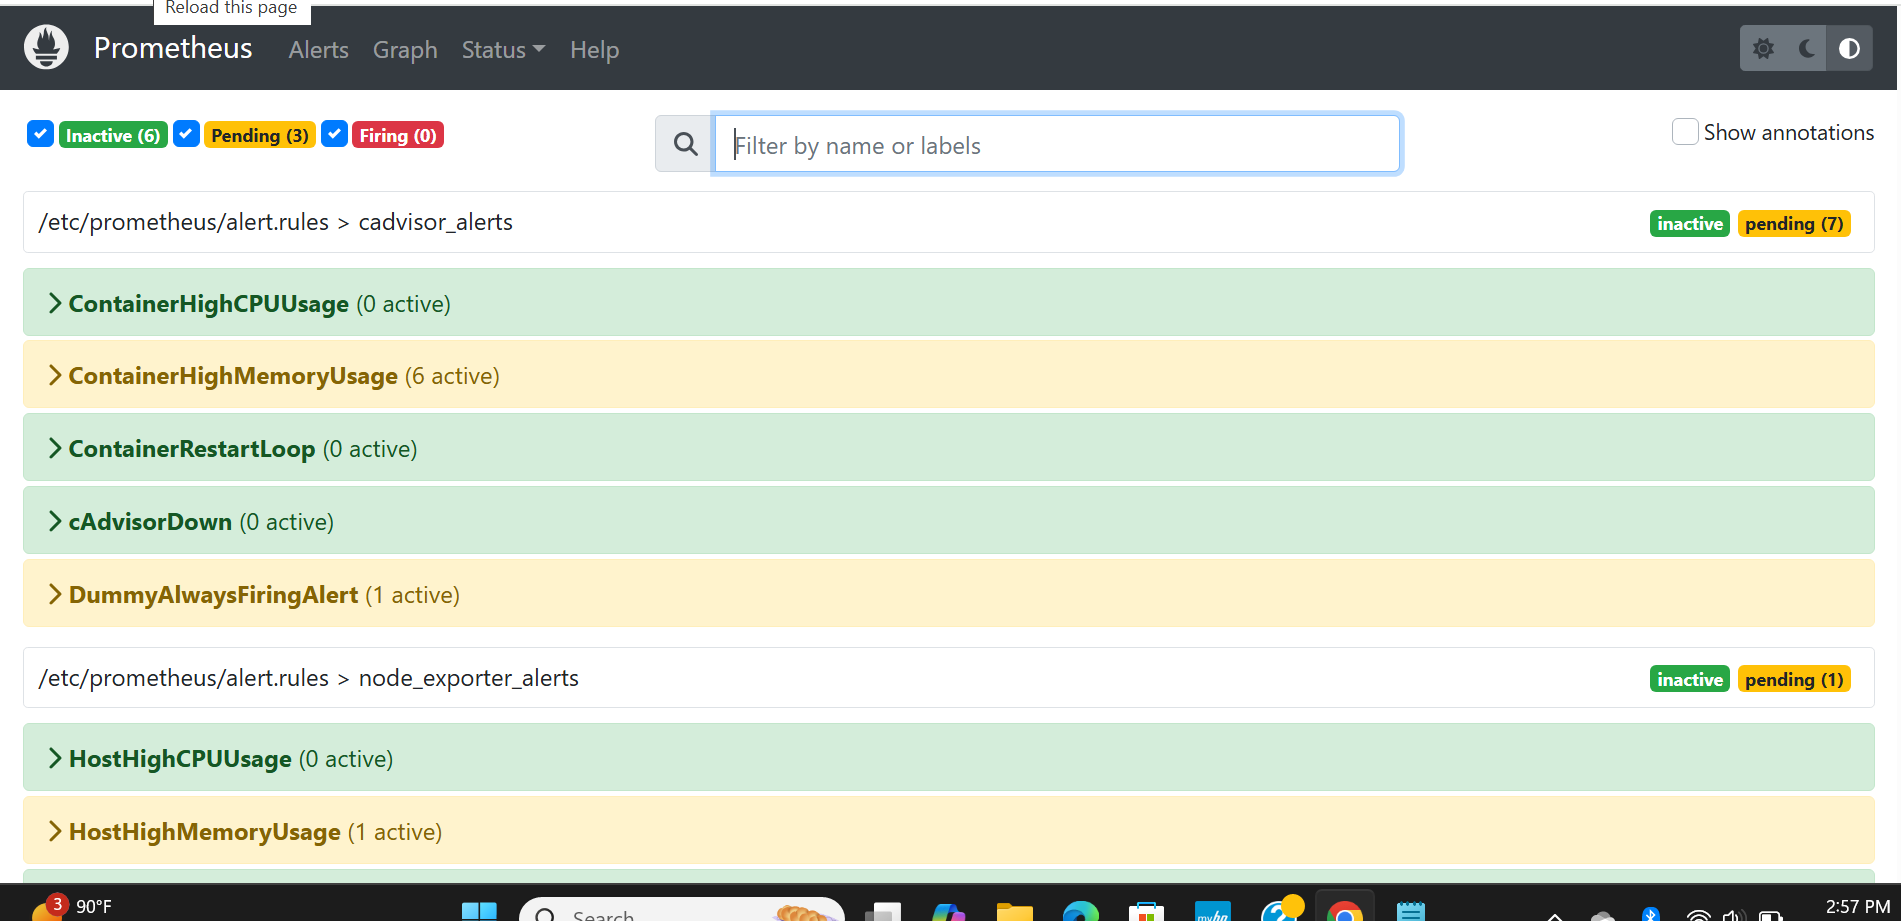 Reload this page
Prometheus Alerts Graph Status Help
Inactive (6) Pending (3) Firing (0) Filter by name or labels Show annotations
/etc/prometheus/alert.rules > cadvisor_alerts inactive pending (7)
ContainerHighCPUUsage (0 active)
ContainerHighMemoryUsage (6 active)
ContainerRestartLoop (0 active)
cAdvisorDown (0 active)
DummyAlwaysFiringAlert (1 active)
/etc/prometheus/alert.rules > node_exporter_alerts inactive pending (1)
HostHighCPUUsage (0 active)
HostHighMemoryUsage (1 active)
3 90°F Search myhp 2:57 PM